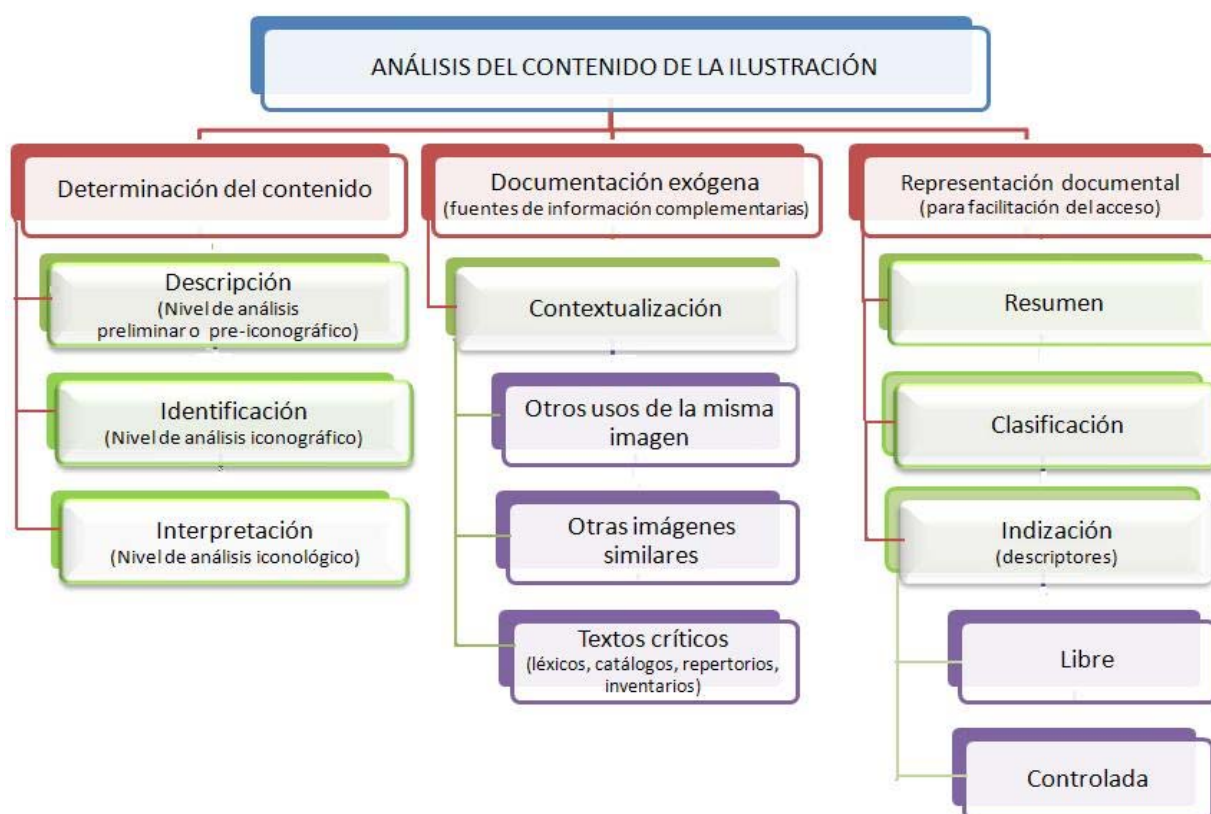 ANÁLISIS DEL CONTENIDO DE LA ILUSTRACIÓN
Determinación del contenido
Descripción
(Nivel de análisis
preliminar o pre-iconográfico)
Identificación
(Nivel de análisis iconográfico)
Interpretación
(Nivel de análisis iconológico)
Documentación exógena
(fuentes de información complementarias)
Contextualización
Otros usos de la misma
imagen
Otras imágenes
similares
Textos críticos
(léxicos, catálogos, repertorios,
inventarios)
Representación documental
(para facilitación del acceso)
Resumen
Clasificación
Indización
(descriptores)
Libre
Controlada